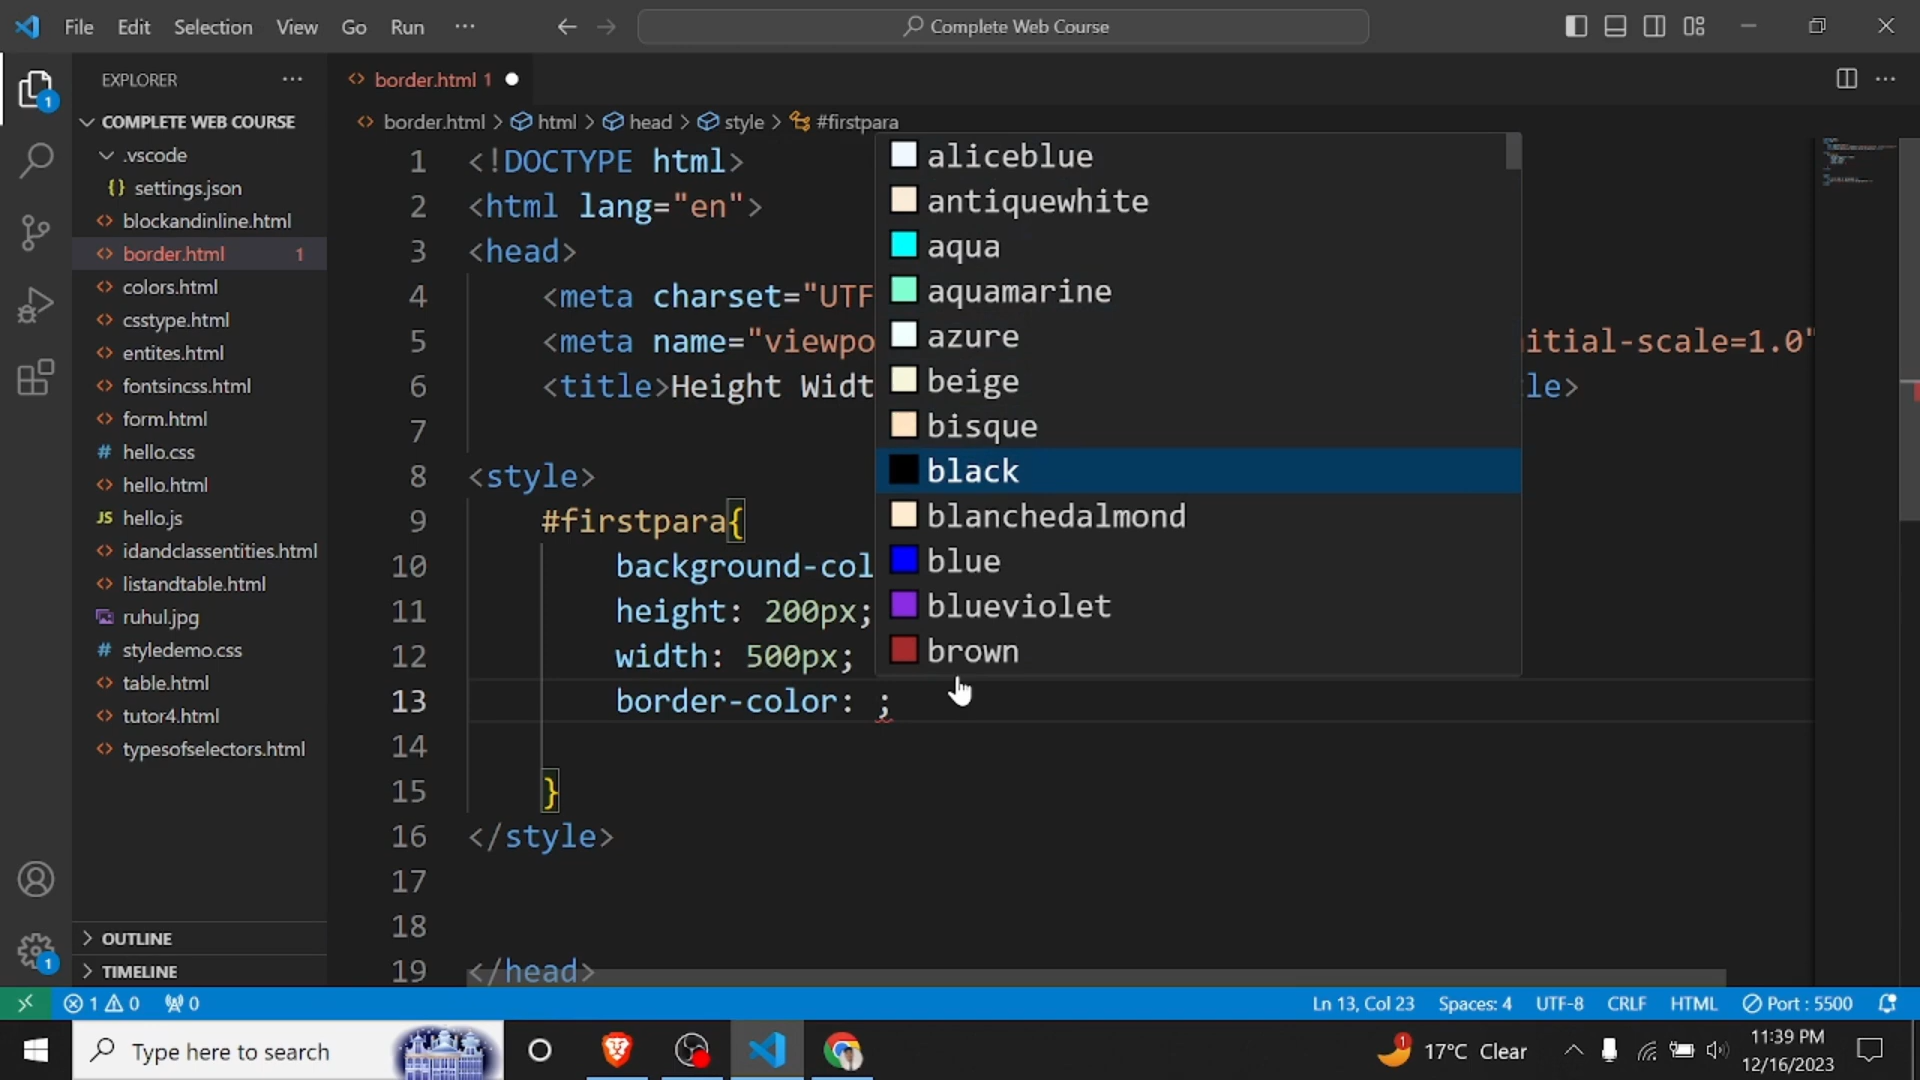 File Edit Selection View Go Run ···
Complete Web Course
EXPLORER ···
border.html 1
COMPLETE WEB COURSE
border.html > html > head > style > #firstpara
.vscode
{} settings.json
blockandinline.html
border.html 1
colors.html
csstype.html
entites.html
fontsincss.html
form.html
# hello.css
hello.html
JS hello.js
idandclassentities.html
listandtable.html
ruhul.jpg
# styledemo.css
table.html
tutor4.html
typesofselectors.html
OUTLINE
TIMELINE
1 <!DOCTYPE html>
2 <html lang="en">
3 <head>
4 <meta charset="UTF
5 <meta name="viewpo itial-scale=1.0"
6 <title>Height Widt le>
7
8 <style>
9 #firstpara{
10 background-col
11 height: 200px;
12 width: 500px;
13 border-color: ;
14
15 }
16 </style>
17
18
19 </head>
aliceblue
antiquewhite
aqua
aquamarine
azure
beige
bisque
black
blanchedalmond
blue
blueviolet
brown
1
1
1 0 0
Ln 13, Col 23 Spaces: 4 UTF-8 CRLF HTML Port : 5500
Type here to search
1 17°C Clear
11:39 PM
12/16/2023